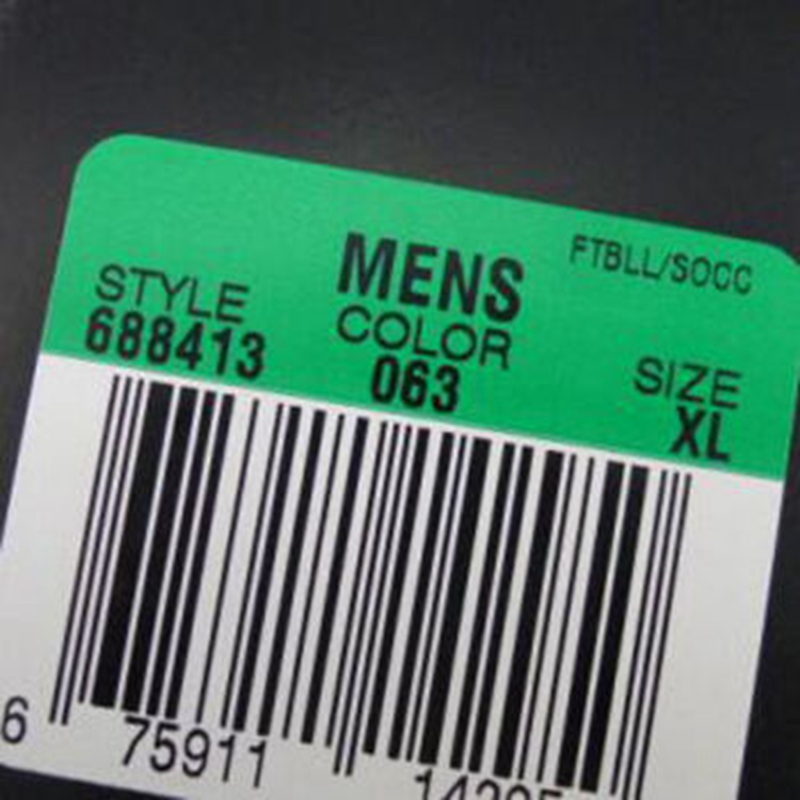 FTBLL/SOCC
MENS
STYLE
COLOR
688413
063
SIZE
XL
6 75911